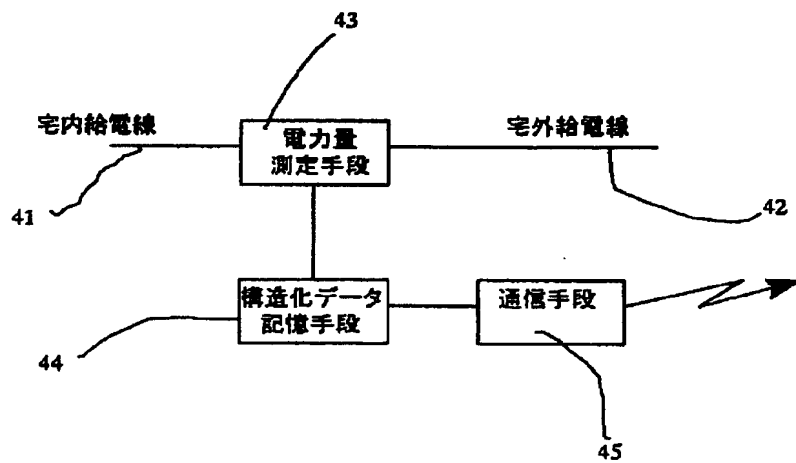 43
宅内給電線
電力量
測定手段
宅外給電線
41
42
構造化データ
記憶手段
通信手段
44
45